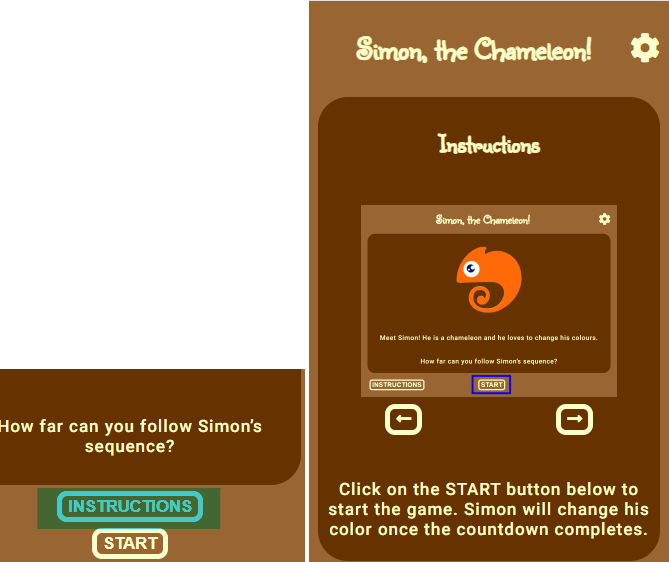 How far can you follow Simon's
sequence?
INSTRUCTIONS
START
Simon, the Chameleon!
Instructions
Simon, the Chameleon!
Meet Simon! He is a chameleon and he loves to change his colours.
How far can you follow Simon's sequence?
INSTRUCTIONS
START
Click on the START button below to
start the game. Simon will change his
color once the countdown completes.